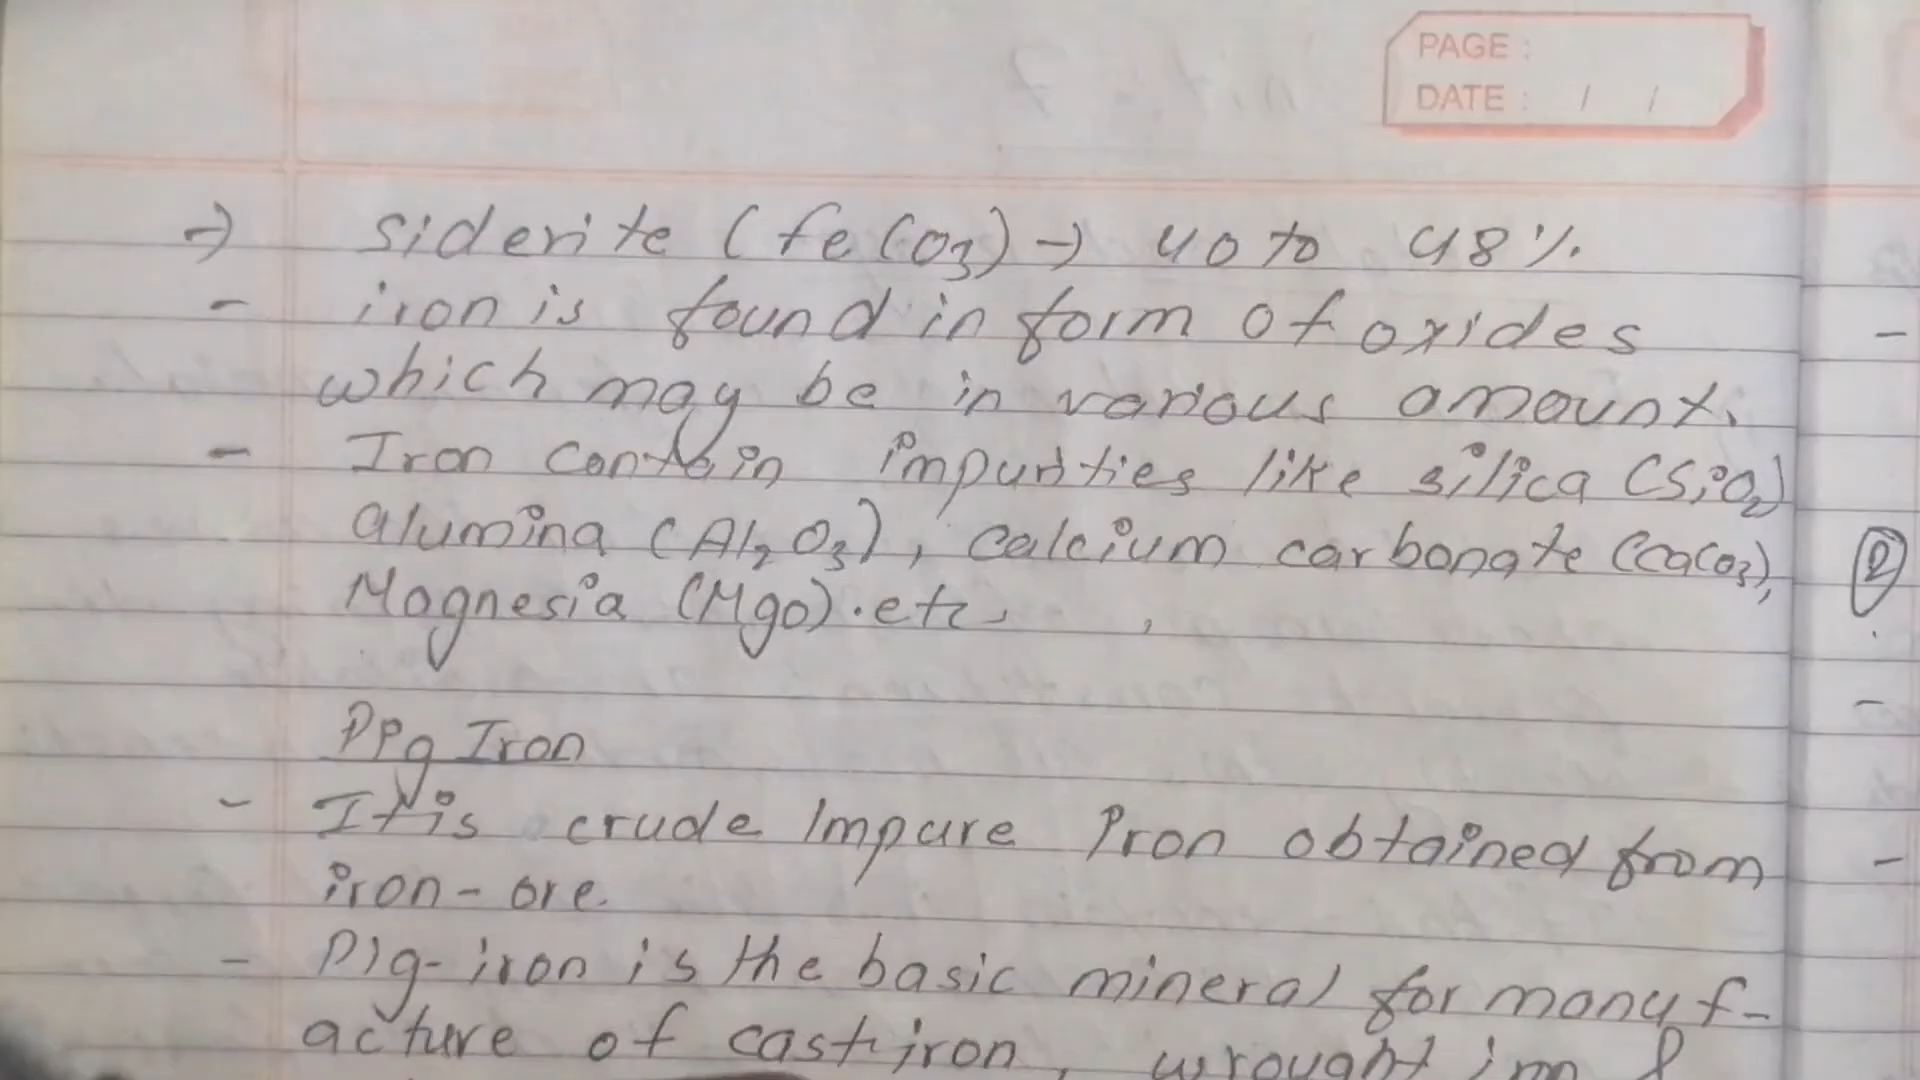 PAGE :
DATE : / /
→ siderite (feCO3) → 40 to 48%.
- iron is found in form of oxides
which may be in various amount.
- Iron contain impurities like silica (SiO2)
alumina (Al2O3), calcium carbonate (CaCO3),
Magnesia (MgO).etc.
Pig Iron
- It is crude Impure Iron obtained from
iron-ore.
- Pig-iron is the basic mineral for manuf-
acture of cast iron, wrought
2